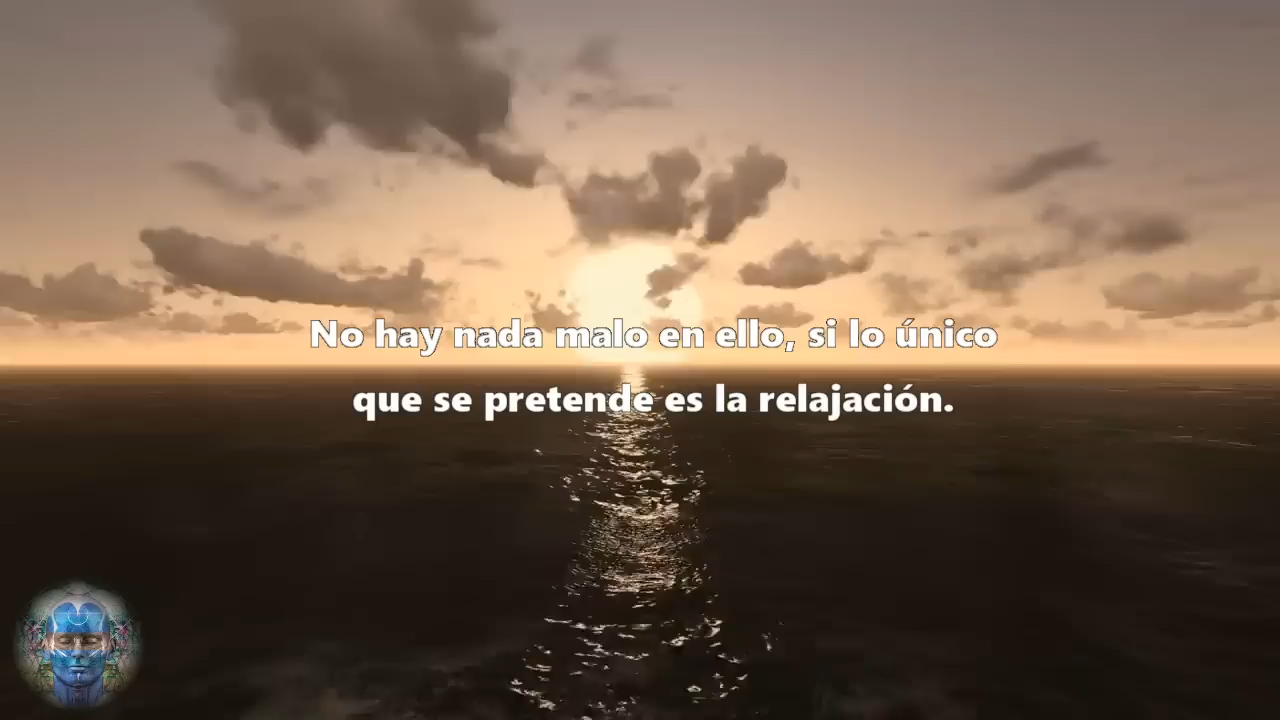 No hay nada malo en ello, si lo único
que se pretende es la relajación.